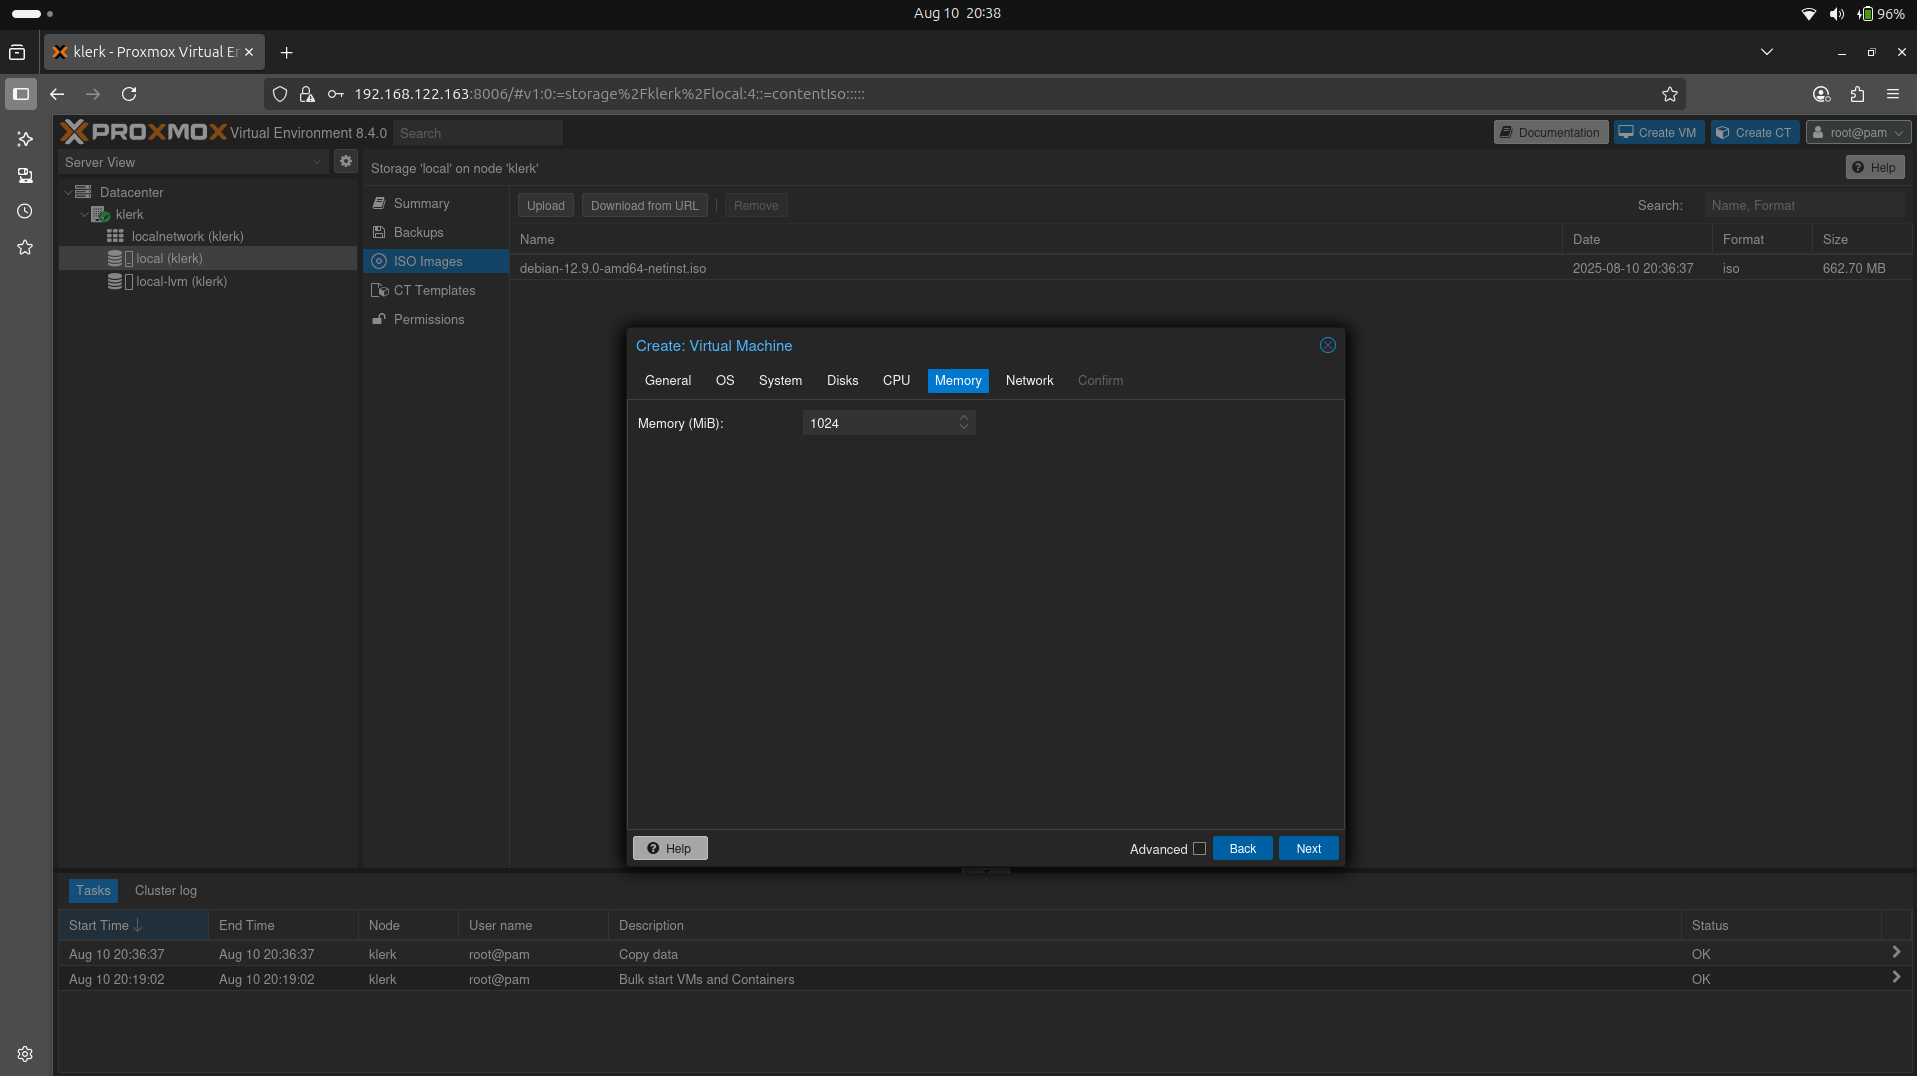 Aug 10 20:38
96%
klerk - Proxmox Virtual En
192.168.122.163:8006/#v1:0:=storage%2Fklerk%2Flocal:4::=contentIso:::::
PROXMOX Virtual Environment 8.4.0 Search
Documentation Create VM Create CT root@pam
Server View
Storage 'local' on node 'klerk'
Help
Datacenter
klerk
localnetwork (klerk)
local (klerk)
local-lvm (klerk)
Summary
Backups
ISO Images
CT Templates
Permissions
Upload Download from URL Remove Search: Name, Format
Name Date Format Size
debian-12.9.0-amd64-netinst.iso 2025-08-10 20:36:37 iso 662.70 MB
Create: Virtual Machine
General OS System Disks CPU Memory Network Confirm
Memory (MiB): 1024
Help Advanced Back Next
Tasks Cluster log
Start Time End Time Node User name Description Status
Aug 10 20:36:37 Aug 10 20:36:37 klerk root@pam Copy data OK
Aug 10 20:19:02 Aug 10 20:19:02 klerk root@pam Bulk start VMs and Containers OK